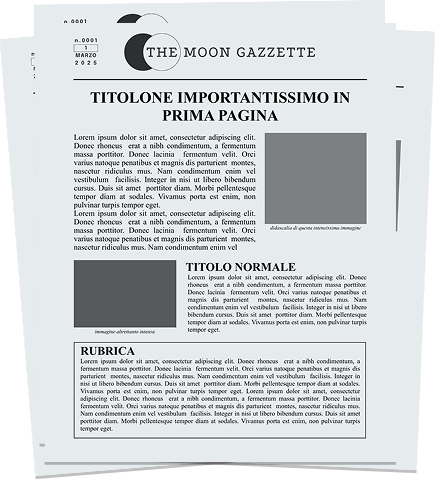 n.0001
n.0001
1
MARZO
2025
THE MOON GAZZETTE
TITOLONE IMPORTANTISSIMO IN
PRIMA PAGINA
Lorem ipsum dolor sit amet, consectetur adipiscing elit.
Donec rhoncus erat a nibh condimentum, a fermentum
massa porttitor. Donec lacinia fermentum velit. Orci
varius natoque penatibus et magnis dis parturient montes,
nascetur ridiculus mus. Nam condimentum enim vel
vestibulum facilisis. Integer in nisi ut libero bibendum
cursus. Duis sit amet porttitor diam. Morbi pellentesque
tempor diam at sodales. Vivamus porta est enim, non
pulvinar turpis tempor eget.
Lorem ipsum dolor sit amet, consectetur adipiscing elit.
Donec rhoncus erat a nibh condimentum, a fermentum
massa porttitor. Donec lacinia fermentum velit. Orci
varius natoque penatibus et magnis dis parturient montes,
nascetur ridiculus mus. Nam condimentum enim vel
didascalia di questa intensissima immagine
immagine altrettanto intensa
TITOLO NORMALE
Lorem ipsum dolor sit amet, consectetur adipiscing elit. Donec
rhoncus erat a nibh condimentum, a fermentum massa porttitor.
Donec lacinia fermentum velit. Orci varius natoque penatibus et
magnis dis parturient montes, nascetur ridiculus mus. Nam
condimentum enim vel vestibulum facilisis. Integer in nisi ut
libero bibendum cursus. Duis sit amet porttitor diam. Morbi
pellentesque tempor diam at sodales. Vivamus porta est enim,
non pulvinar turpis tempor eget.
RUBRICA
Lorem ipsum dolor sit amet, consectetur adipiscing elit. Donec rhoncus erat a nibh condimentum, a
fermentum massa porttitor. Donec lacinia fermentum velit. Orci varius natoque penatibus et magnis dis
parturient montes, nascetur ridiculus mus. Nam condimentum enim vel vestibulum facilisis. Integer in
nisi ut libero bibendum cursus. Duis sit amet porttitor diam. Morbi pellentesque tempor diam at sodales.
Vivamus porta est enim, non pulvinar turpis tempor eget. Lorem ipsum dolor sit amet, consectetur
adipiscing elit. Donec rhoncus erat a nibh condimentum, a fermentum massa porttitor. Donec lacinia
fermentum velit. Orci varius natoque penatibus et magnis dis parturient montes, nascetur ridiculus mus.
Nam condimentum enim vel vestibulum facilisis. Integer in nisi ut libero bibendum cursus. Duis sit amet
porttitor diam. Morbi pellentesque tempor diam at sodales. Vivamus porta est enim, non pulvinar turpis
tempor eget.